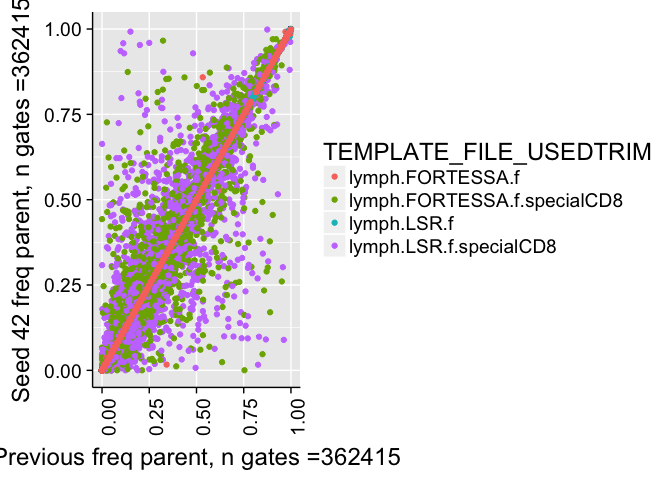 Seed 42 freq parent, n gates =362415
1.00
0.75
0.50
0.25
0.00
0.00
0.25
0.50
0.75
1.00
Previous freq parent, n gates =362415
TEMPLATE_FILE_USEDTRIM
lymph.FORTESSA.f
lymph.FORTESSA.f.specialCD8
lymph.LSR.f
lymph.LSR.f.specialCD8